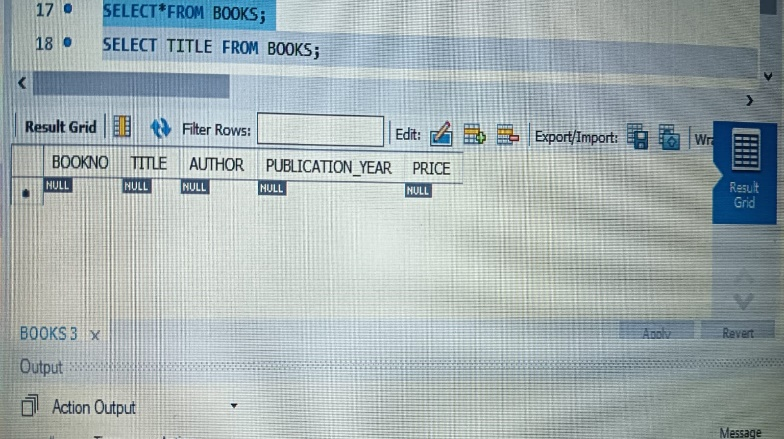 17 SELECT*FROM BOOKS;
18 SELECT TITLE FROM BOOKS;
Result Grid Filter Rows: Edit: Export/Import:
Result
Grid
BOOKNO TITLE AUTHOR PUBLICATION_YEAR PRICE
NULL NULL NULL NULL NULL
BOOKS 3 x Apply Revert
Output
Action Output
Message